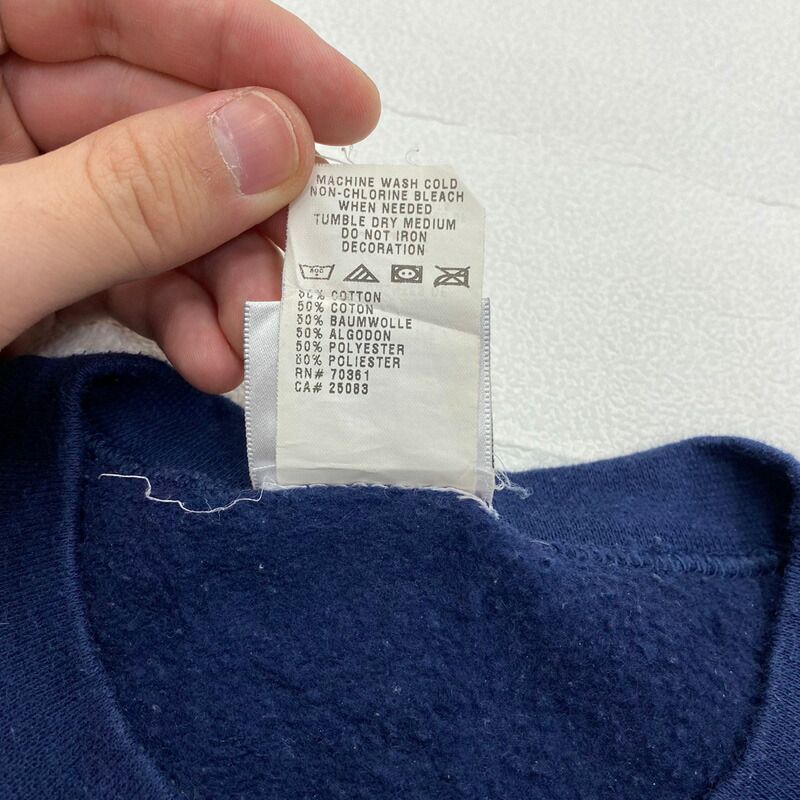 MACHINE WASH COLD
NON-CHLORINE BLEACH
WHEN NEEDED
TUMBLE DRY MEDIUM
DO NOT IRON
DECORATION
50% COTTON
50% COTON
50% BAUMWOLLE
50% ALGODON
50% POLYESTER
50% POLIESTER
RN# 70361
CA# 25083